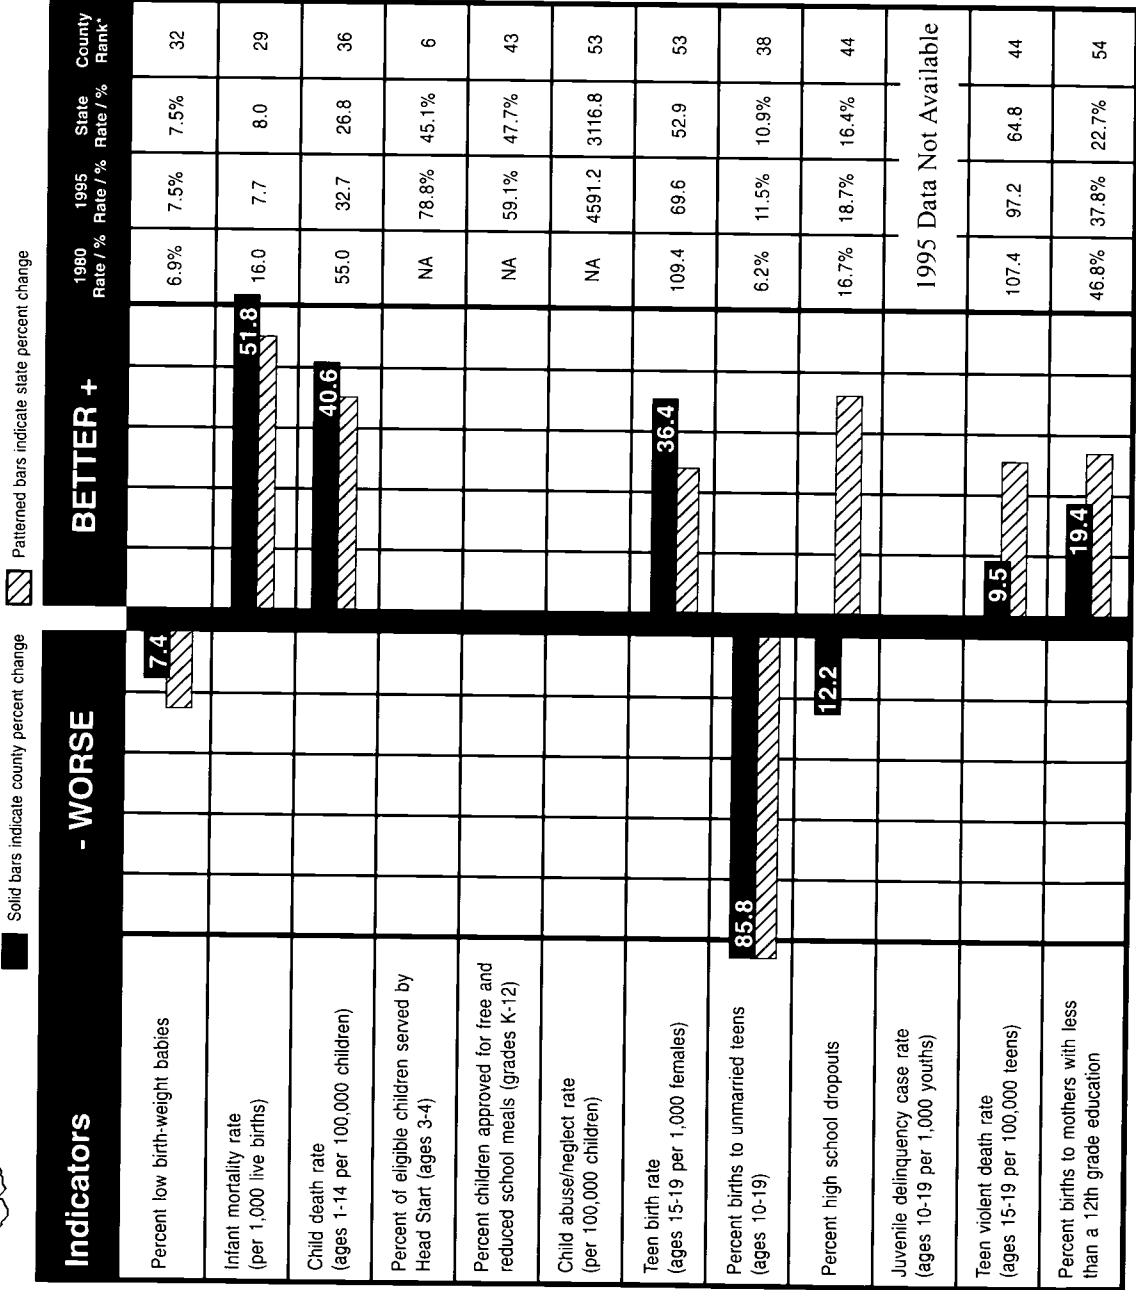 Solid bars indicate county percent change
Patterned bars indicate state percent change
Indicators
- WORSE
BETTER +
1980
Rate / %
1995
Rate / %
State
Rate / %
County
Rank*
Percent low birth-weight babies
7.4
6.9%
7.5%
7.5%
32
Infant mortality rate
(per 1,000 live births)
51.8
16.0
7.7
8.0
29
Child death rate
(ages 1-14 per 100,000 children)
40.6
55.0
32.7
26.8
36
Percent of eligible children served by
Head Start (ages 3-4)
NA
78.8%
45.1%
6
Percent children approved for free and
reduced school meals (grades K-12)
NA
59.1%
47.7%
43
Child abuse/neglect rate
(per 100,000 children)
NA
4591.2
3116.8
53
Teen birth rate
(ages 15-19 per 1,000 females)
36.4
109.4
69.6
52.9
53
Percent births to unmarried teens
(ages 10-19)
85.8
6.2%
11.5%
10.9%
38
Percent high school dropouts
12.2
16.7%
18.7%
16.4%
44
Juvenile delinquency case rate
(ages 10-19 per 1,000 youths)
1995 Data Not Available
Teen violent death rate
(ages 15-19 per 100,000 teens)
9.5
107.4
97.2
64.8
44
Percent births to mothers with less
than a 12th grade education
19.4
46.8%
37.8%
22.7%
54